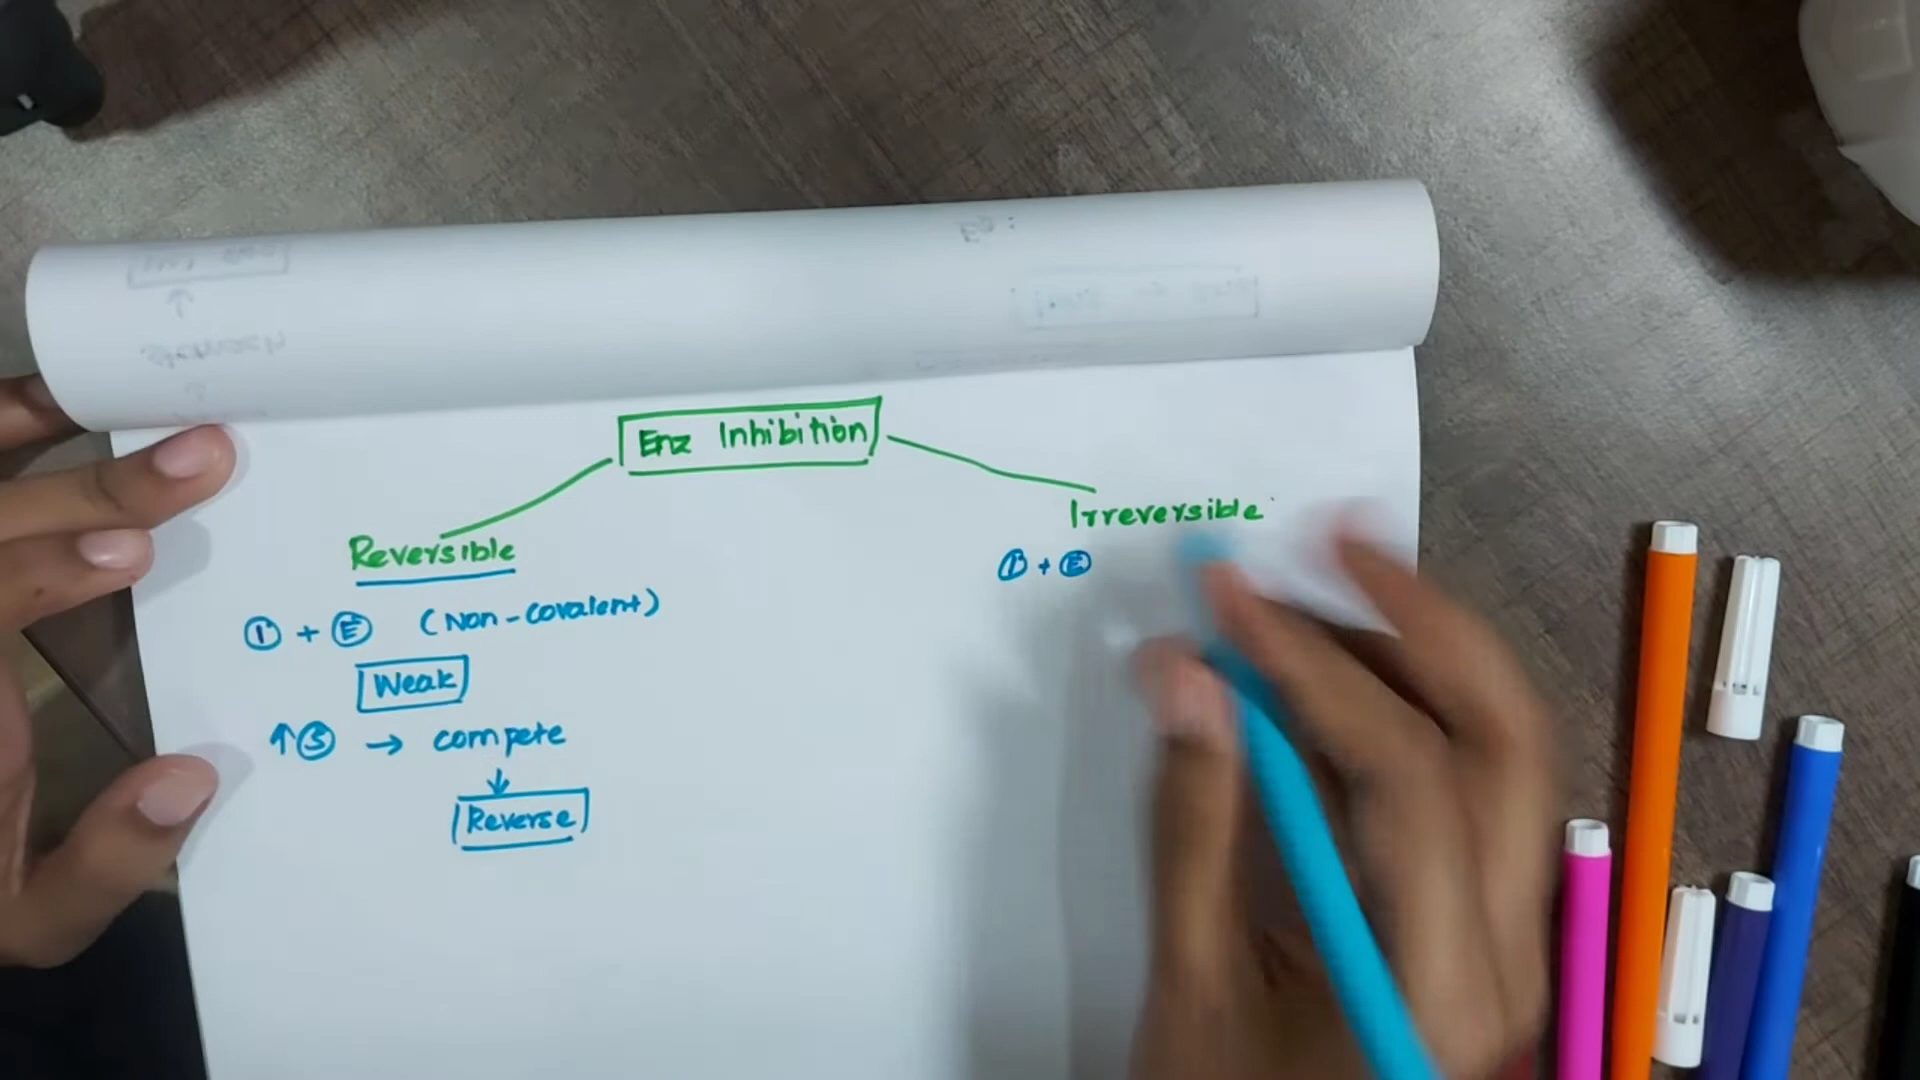 Enz Inhibition
Reversible
Irreversible
I + E (Non-covalent)
I + E
Weak
↑S → compete
↓
Reverse